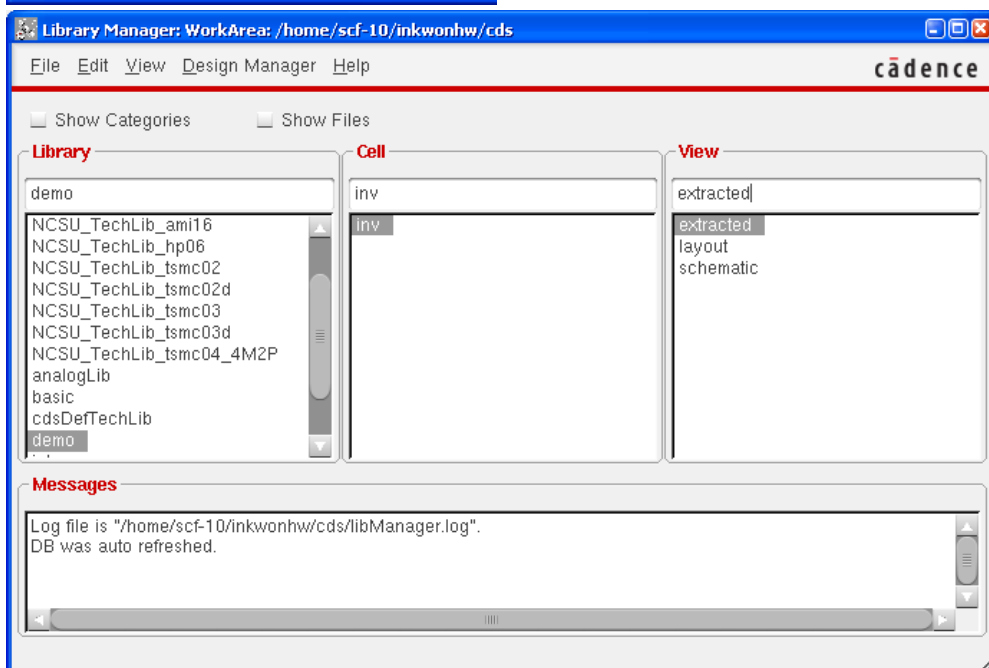 Library Manager: WorkArea: /home/scf-10/inkwonhw/cds
File Edit View Design Manager Help
cādence
Show Categories Show Files
Library
demo
NCSU_TechLib_ami16
NCSU_TechLib_hp06
NCSU_TechLib_tsmc02
NCSU_TechLib_tsmc02d
NCSU_TechLib_tsmc03
NCSU_TechLib_tsmc03d
NCSU_TechLib_tsmc04_4M2P
analogLib
basic
cdsDefTechLib
demo
Cell
inv
inv
View
extracted
extracted
layout
schematic
Messages
Log file is "/home/scf-10/inkwonhw/cds/libManager.log".
DB was auto refreshed.